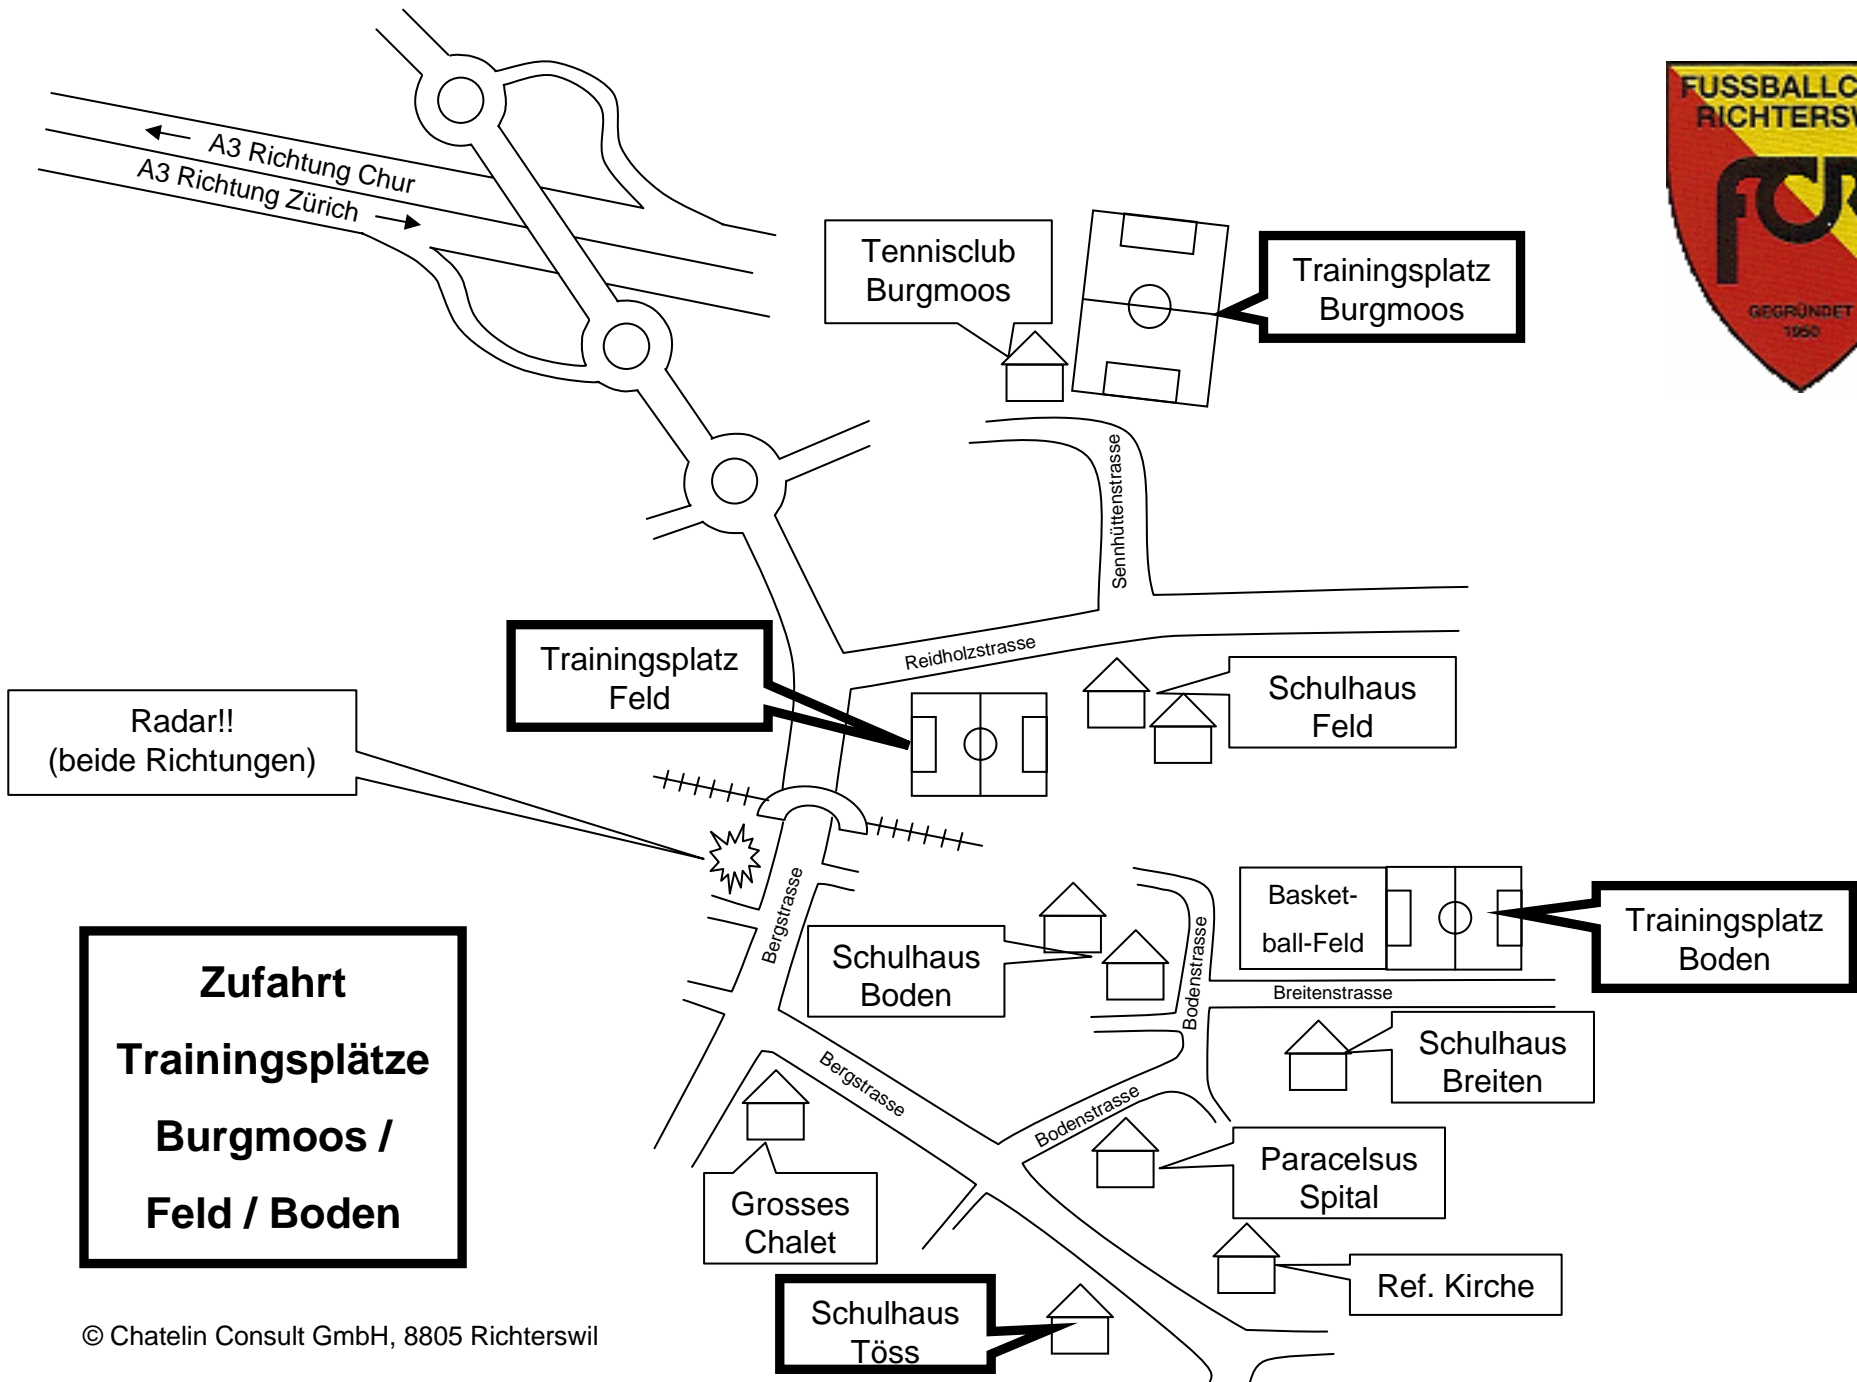 FUSSBALLC
RICHTERSW
fcr
GEGRÜNDET
1950
A3 Richtung Chur
A3 Richtung Zürich
Tennisclub
Burgmoos
Trainingsplatz
Burgmoos
Sennhüttenstrasse
Reidholzstrasse
Trainingsplatz
Feld
Schulhaus
Feld
Radar!!
(beide Richtungen)
Bergstrasse
Schulhaus
Boden
Bodenstrasse
Basket-
ball-Feld
Trainingsplatz
Boden
Breitenstrasse
Schulhaus
Breiten
Bergstrasse
Bodenstrasse
Grosses
Chalet
Paracelsus
Spital
Ref. Kirche
Schulhaus
Töss
Zufahrt
Trainingsplätze
Burgmoos /
Feld / Boden
© Chatelin Consult GmbH, 8805 Richterswil